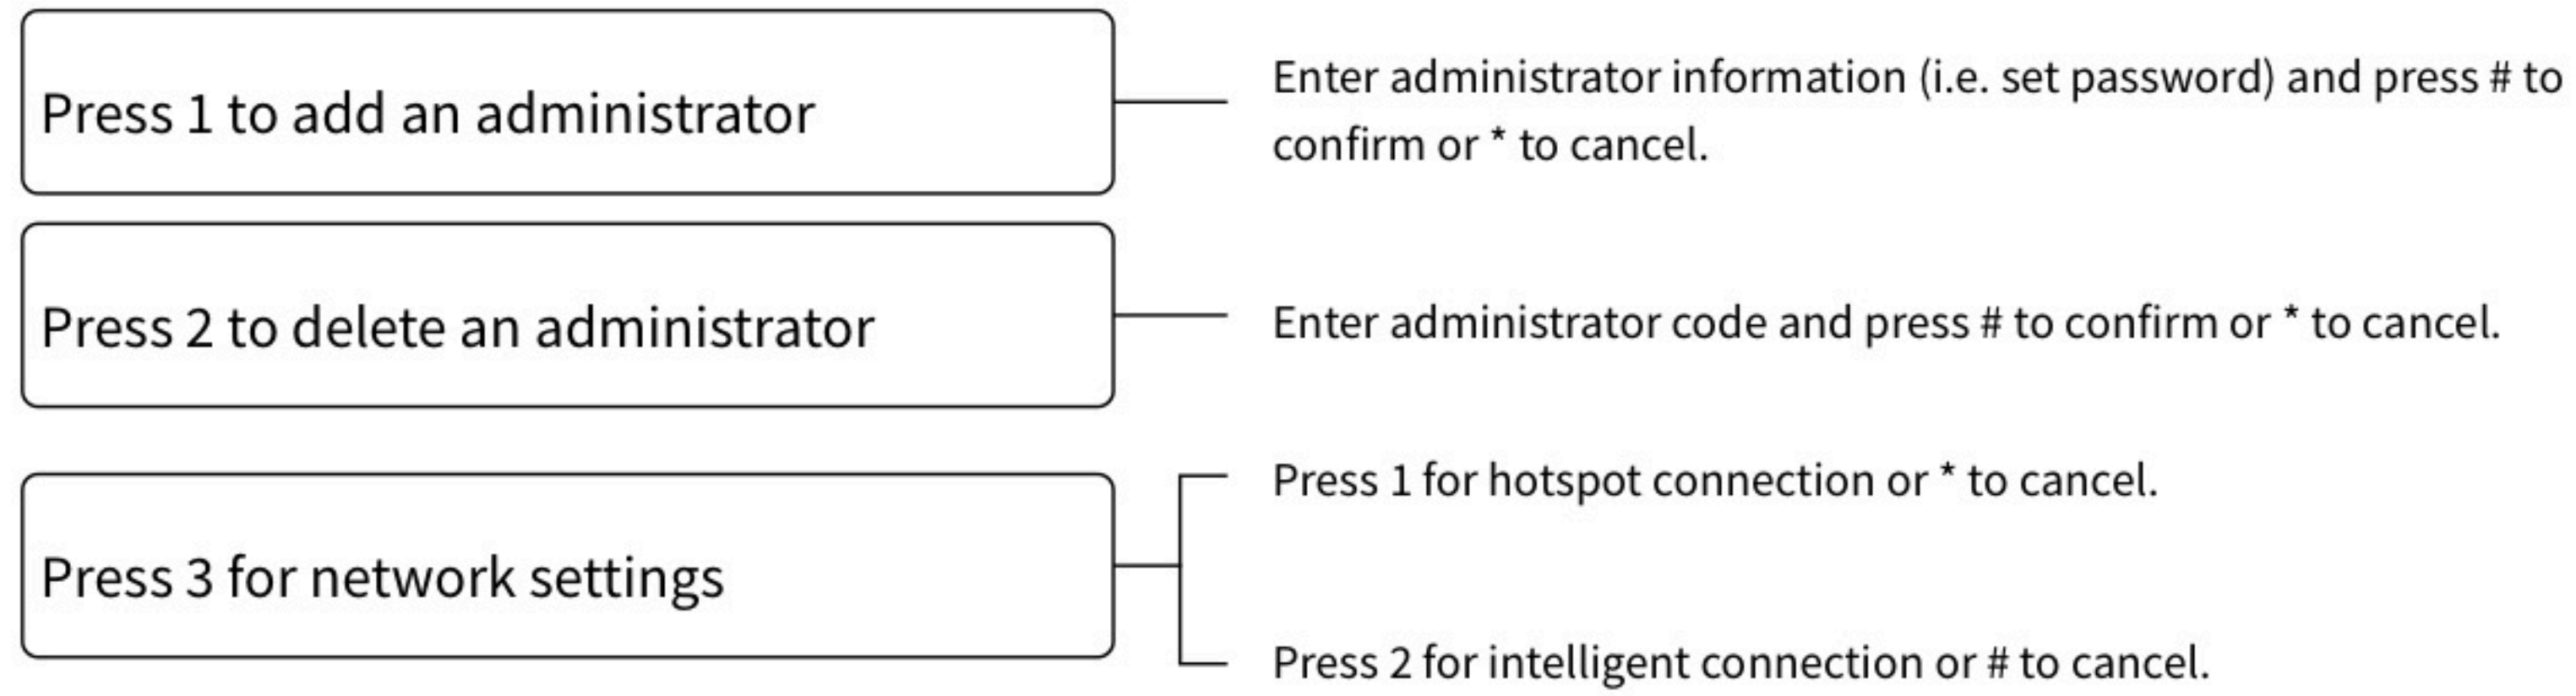 Press 1 to add an administrator
Enter administrator information (i.e. set password) and press # to
confirm or * to cancel.
Press 2 to delete an administrator
Enter administrator code and press # to confirm or * to cancel.
Press 3 for network settings
Press 1 for hotspot connection or * to cancel.
Press 2 for intelligent connection or # to cancel.